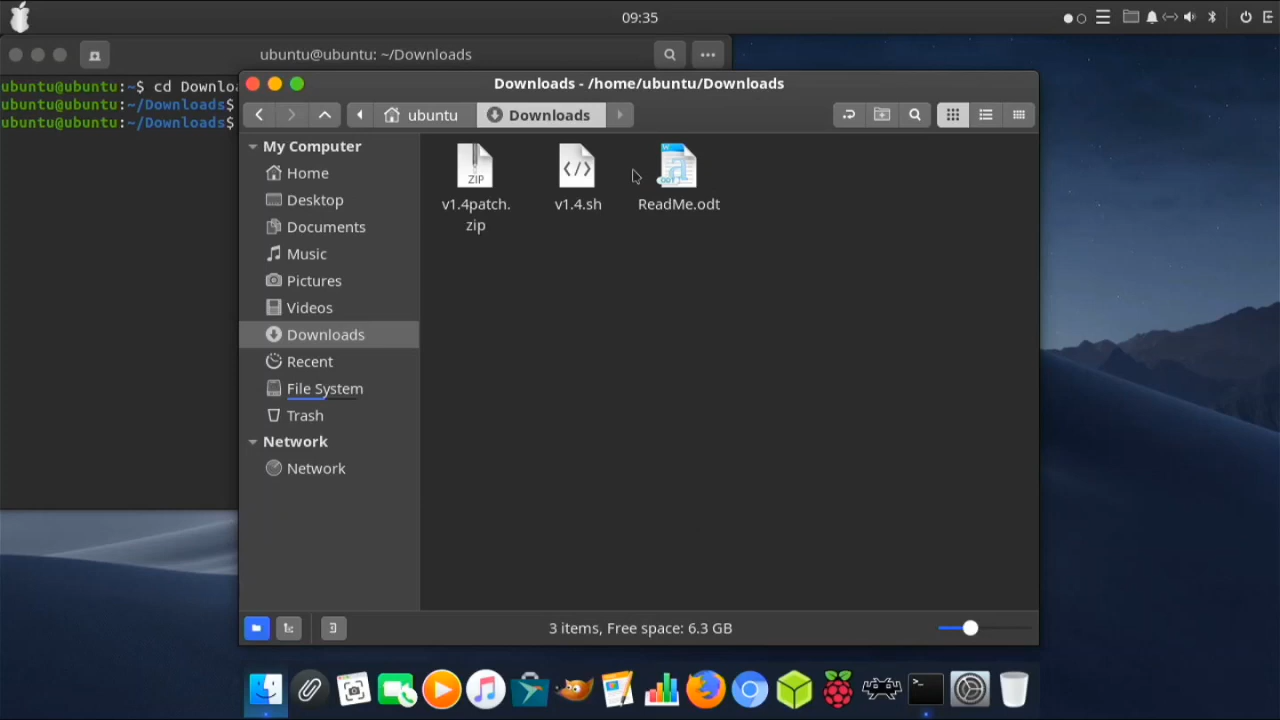 09:35
ubuntu@ubuntu: ~/Downloads
ubuntu@ubuntu:~$ cd Downlo
ubuntu@ubuntu:~/Downloads$
ubuntu@ubuntu:~/Downloads$
Downloads - /home/ubuntu/Downloads
ubuntu
Downloads
My Computer
Home
Desktop
Documents
Music
Pictures
Videos
Downloads
Recent
File System
Trash
Network
Network
ZIP
v1.4patch.
zip
v1.4.sh
W
ODT
ReadMe.odt
3 items, Free space: 6.3 GB